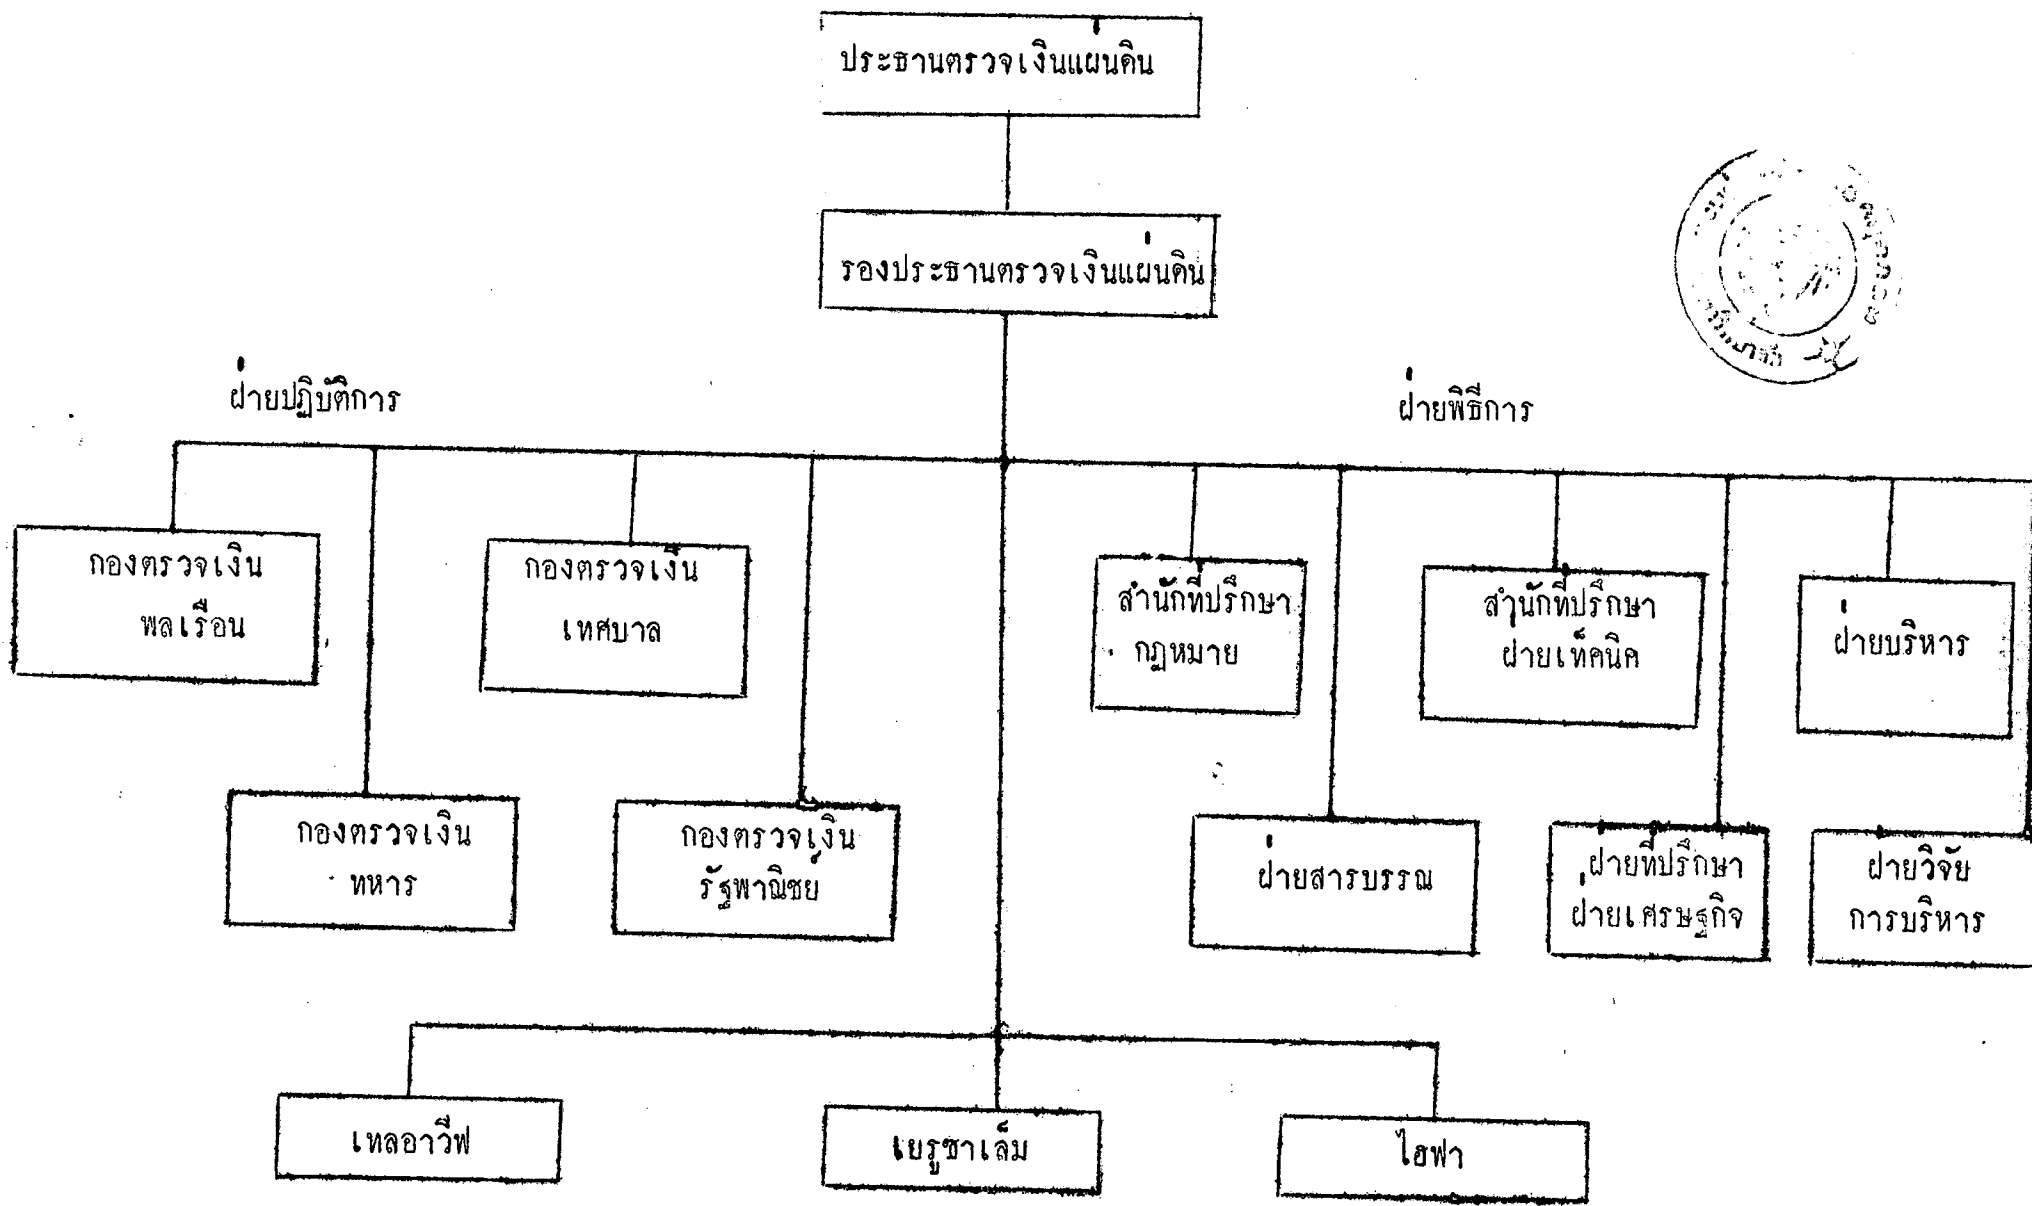 ประธานตรวจเงินแผ่นดิน
รองประธานตรวจเงินแผ่นดิน
ฝ่ายปฏิบัติการ
ฝ่ายพิธีการ
กองตรวจเงิน
พลเรือน
กองตรวจเงิน
เทศบาล
สำนักที่ปรึกษา
กฎหมาย
สำนักที่ปรึกษา
ฝ่ายเท็คนิค
ฝ่ายบริหาร
กองตรวจเงิน
ทหาร
กองตรวจเงิน
รัฐพาณิชย์
ฝ่ายสารบรรณ
ฝ่ายที่ปรึกษา
ฝ่ายเศรษฐกิจ
ฝ่ายวิจัย
การบริหาร
เทลอาวีฟ
เยรูซาเล็ม
ไฮฟา